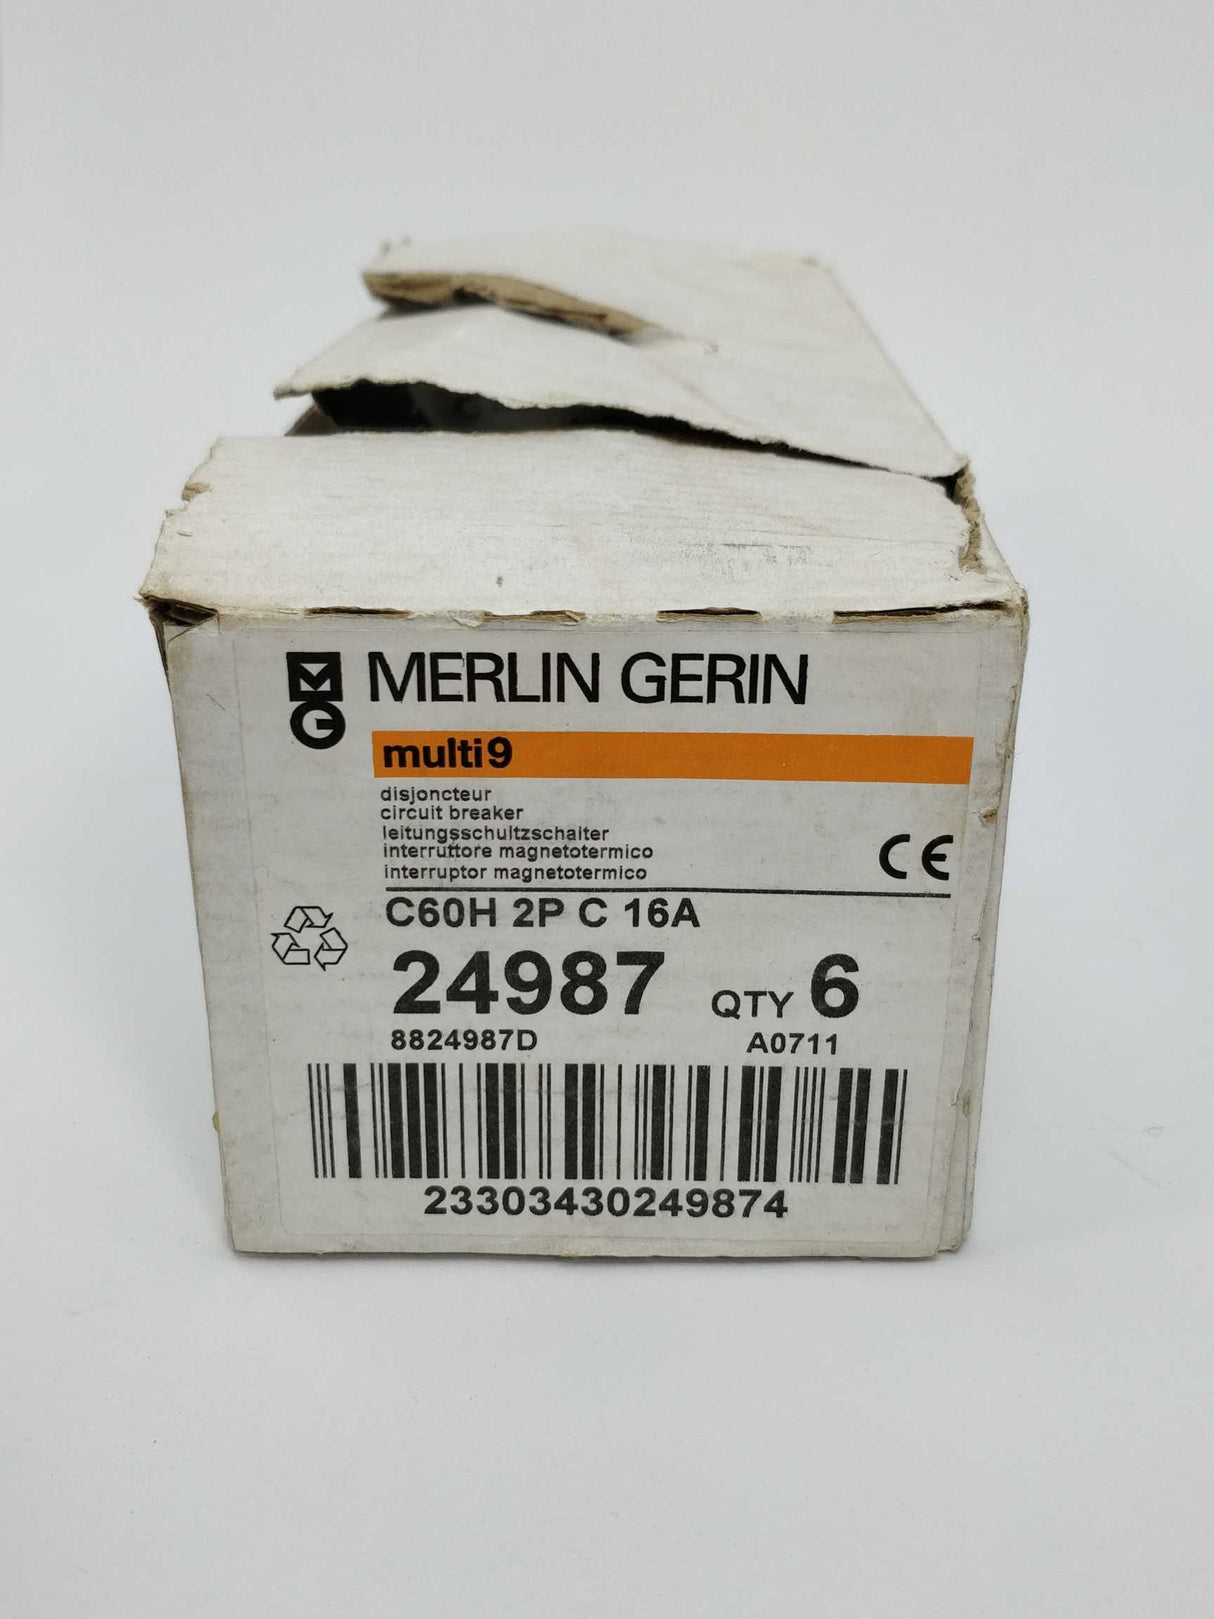 MG MERLIN GERIN
multi9
disjoncteur
circuit breaker
leitungsschultzschalter
interruttore magnetotermico
interruptor magnetotermico
CE
C60H 2P C 16A
24987 QTY 6
8824987D A0711
23303430249874